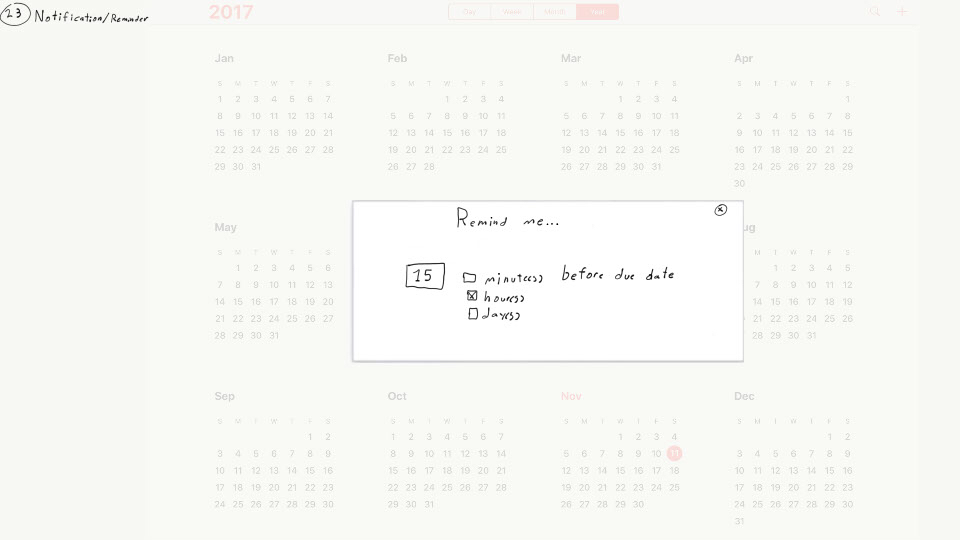 23 Notification/Reminder
2017
Day Week Month Year
Jan Feb Mar Apr
S M T W T F S S M T W T F S S M T W T F S S M T W T F S
1 2 3 4 5 6 7 1 2 3 4 1 2 3 4 1
8 9 10 11 12 13 14 5 6 7 8 9 10 11 5 6 7 8 9 10 11 2 3 4 5 6 7 8
15 16 17 18 19 20 21 12 13 14 15 16 17 18 12 13 14 15 16 17 18 9 10 11 12 13 14 15
22 23 24 25 26 27 28 19 20 21 22 23 24 25 19 20 21 22 23 24 25 16 17 18 19 20 21 22
29 30 31 26 27 28 26 27 28 29 30 31 23 24 25 26 27 28 29
30
Remind me...
15 minute(s) before due date
hour(s)
day(s)
May ug
S M T W T F S M T W T F S
1 2 3 4 5 6 1 2 3 4 5
7 8 9 10 11 12 13 7 8 9 10 11 12
14 15 16 17 18 19 20 14 15 16 17 18 19
21 22 23 24 25 26 27 21 22 23 24 25 26
28 29 30 31 28 29 30 31
Sep Oct Nov Dec
S M T W T F S S M T W T F S S M T W T F S S M T W T F S
1 2 1 2 3 4 5 6 7 1 2 3 4 1 2
3 4 5 6 7 8 9 8 9 10 11 12 13 14 5 6 7 8 9 10 11 3 4 5 6 7 8 9
10 11 12 13 14 15 16 15 16 17 18 19 20 21 12 13 14 15 16 17 18 10 11 12 13 14 15 16
17 18 19 20 21 22 23 22 23 24 25 26 27 28 19 20 21 22 23 24 25 17 18 19 20 21 22 23
24 25 26 27 28 29 30 29 30 31 26 27 28 29 30 24 25 26 27 28 29 30
31